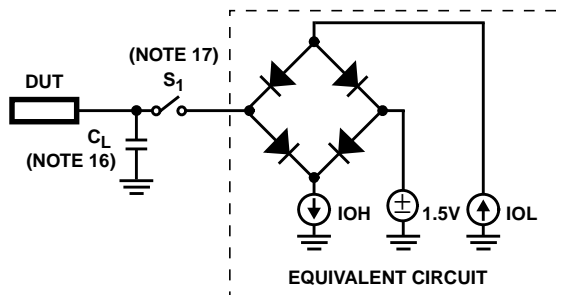 (NOTE 17)
DUT
S1
CL
(NOTE 16)
IOH
1.5V
IOL
EQUIVALENT CIRCUIT